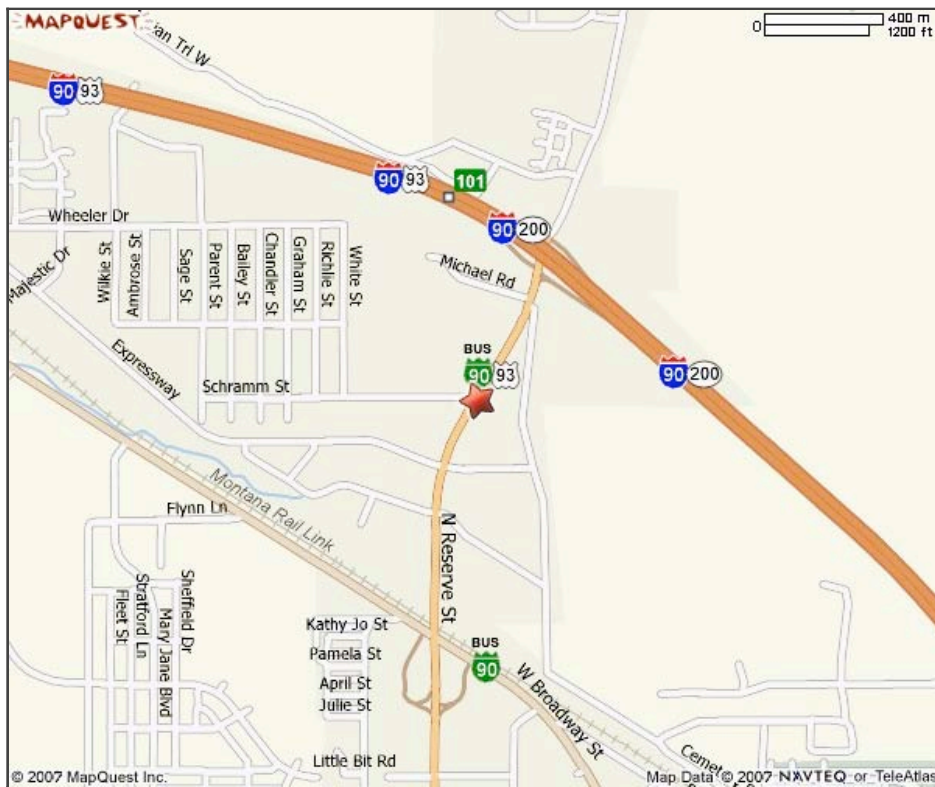 MAPQUEST
0
400 m
1200 ft
Trl W
90
93
90
93
101
90
200
Wheeler Dr
Majestic Dr
Wilkie St
Ambrose St
Sage St
Parent St
Bailey St
Chandler St
Graham St
Richlie St
White St
Michael Rd
Expressway
BUS
90
93
Schramm St
90
200
Montana Rail Link
Flynn Ln
N Reserve St
Fleet St
Stratford Ln
Mary Jane Blvd
Sheffield Dr
Kathy Jo St
Pamela St
April St
Julie St
BUS
90
W Broadway St
Little Bit Rd
© 2007 MapQuest Inc.
Map Data © 2007 NAVTEQ or TeleAtlas